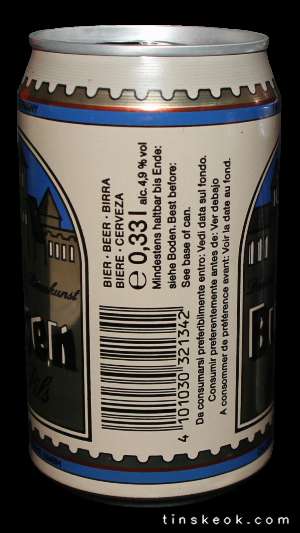 BIER · BEER · BIRRA
BIERE · CERVEZA
℮ 0,33 l alc. 4,9 % vol
Mindestens haltbar bis Ende:
siehe Boden. Best before:
See base of can.
4 101030 321342
Da consumarsi preferibilmente entro: Vedi data sul fondo.
Consumir preferentemente antes de: Ver debajo
A consommer de préférence avant: Voir la date au fond.
kunst
en
B
tinskeok.com